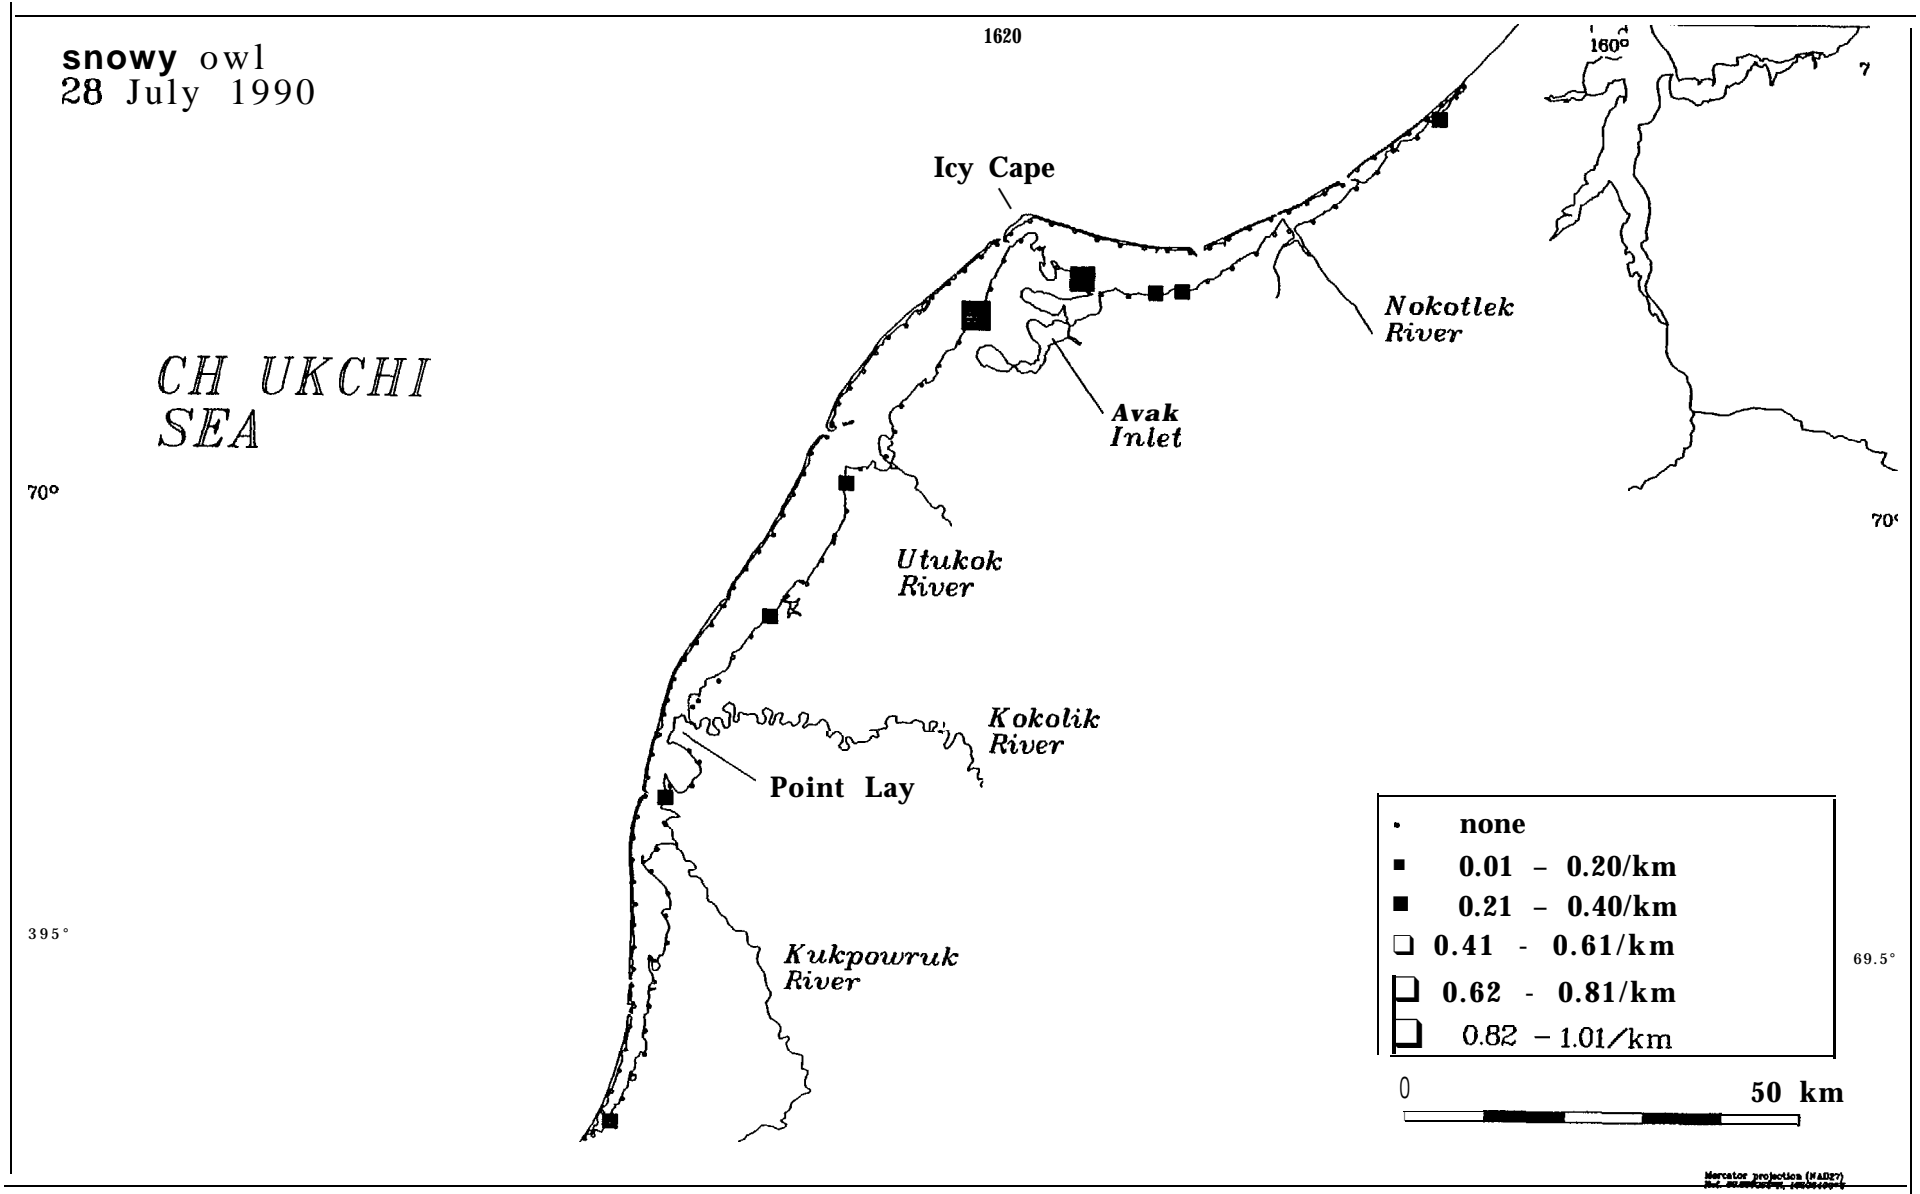 snowy owl
28 July 1990
1620
160º
7
Icy Cape
Nokotlek
River
CH UKCHI
SEA
Avak
Inlet
70º
70º
Utukok
River
Kokolik
River
Point Lay
395°
Kukpowruk
River
69.5°
none
0.01 – 0.20/km
0.21 – 0.40/km
0.41 - 0.61/km
0.62 - 0.81/km
0.82 – 1.01/km
0 50 km
Mercator projection (NAD27)